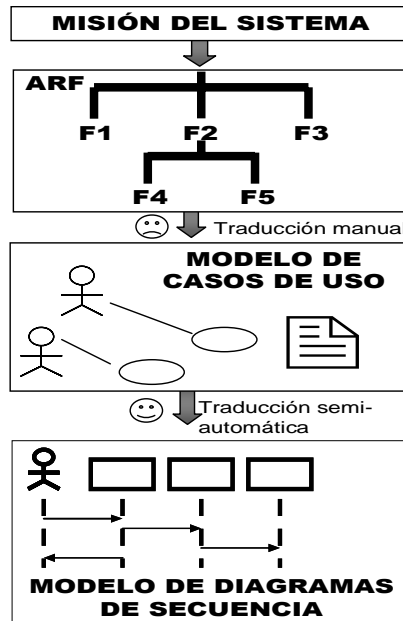 MISIÓN DEL SISTEMA
ARF
F1 F2 F3
F4 F5
Traducción manual
MODELO DE
CASOS DE USO
Traducción semi-
automática
MODELO DE DIAGRAMAS
DE SECUENCIA